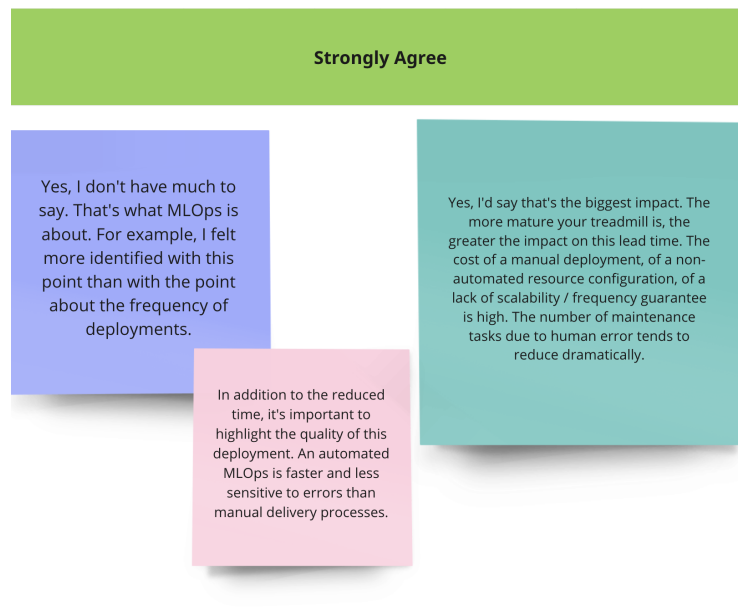 Strongly Agree
Yes, I don't have much to
say. That's what MLOps is
about. For example, I felt
more identified with this
point than with the point
about the frequency of
deployments.
Yes, I'd say that's the biggest impact. The
more mature your treadmill is, the
greater the impact on this lead time. The
cost of a manual deployment, of a non-
automated resource configuration, of a
lack of scalability / frequency guarantee
is high. The number of maintenance
tasks due to human error tends to
reduce dramatically.
In addition to the reduced
time, it's important to
highlight the quality of this
deployment. An automated
MLOps is faster and less
sensitive to errors than
manual delivery processes.